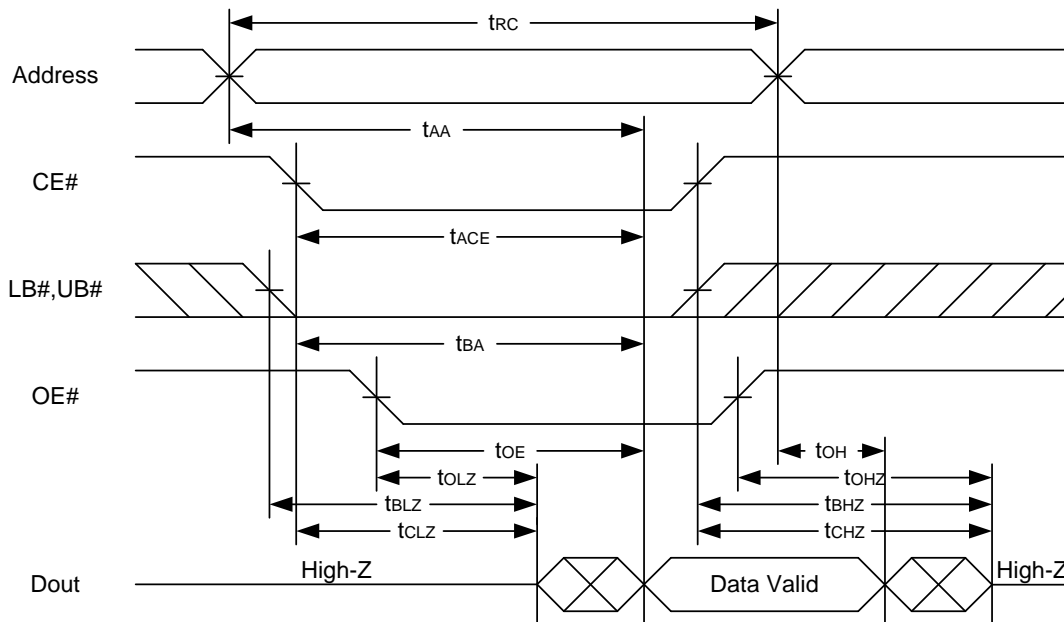 tRC
Address
tAA
CE#
tACE
LB#,UB#
tBA
OE#
tOE
tOH
tOLZ
tOHZ
tBLZ
tBHZ
tCLZ
tCHZ
High-Z
Dout
Data Valid
High-Z